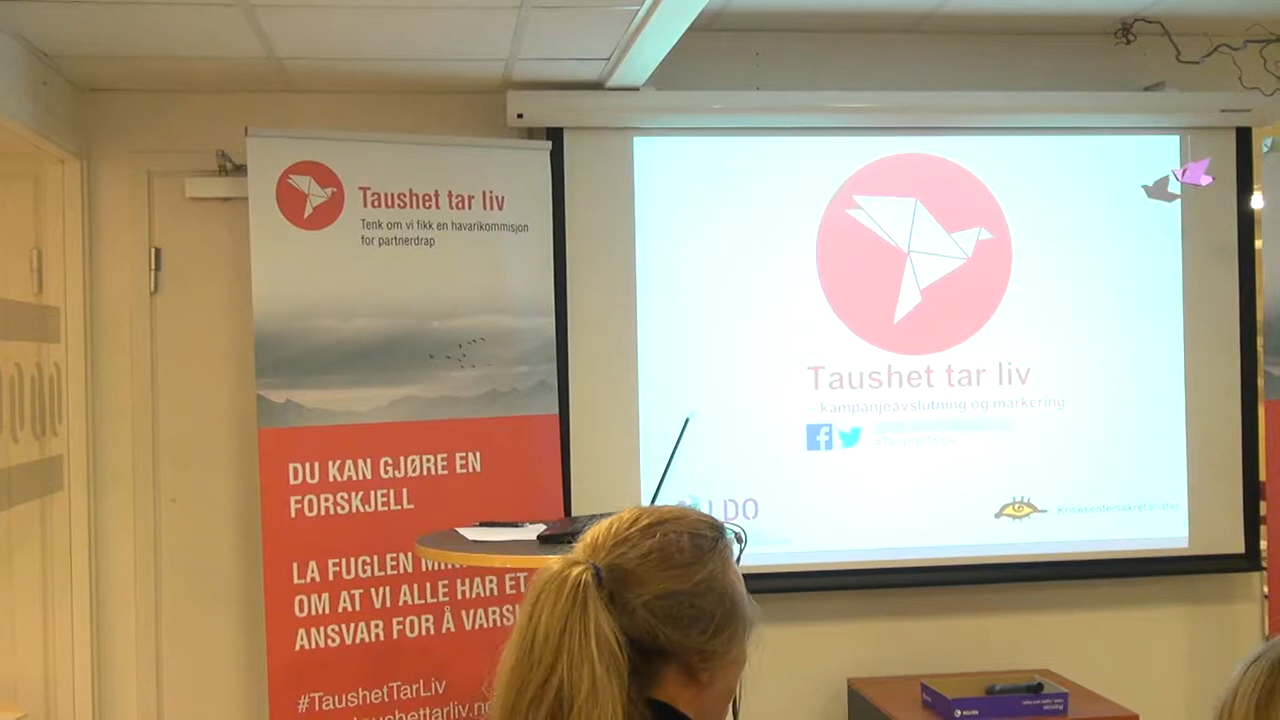 Taushet tar liv
Tenk om vi fikk en havarikommisjon
for partnerdrap
DU KAN GJØRE EN
FORSKJELL
LA FUGLEN
OM AT VI ALLE HAR ET
ANSVAR FOR Å
#TaushetTarLiv
Taushet tar liv
– kampanjeavslutning og markering
#TaushetTarLiv
LDO
Krisesentersekretariatet